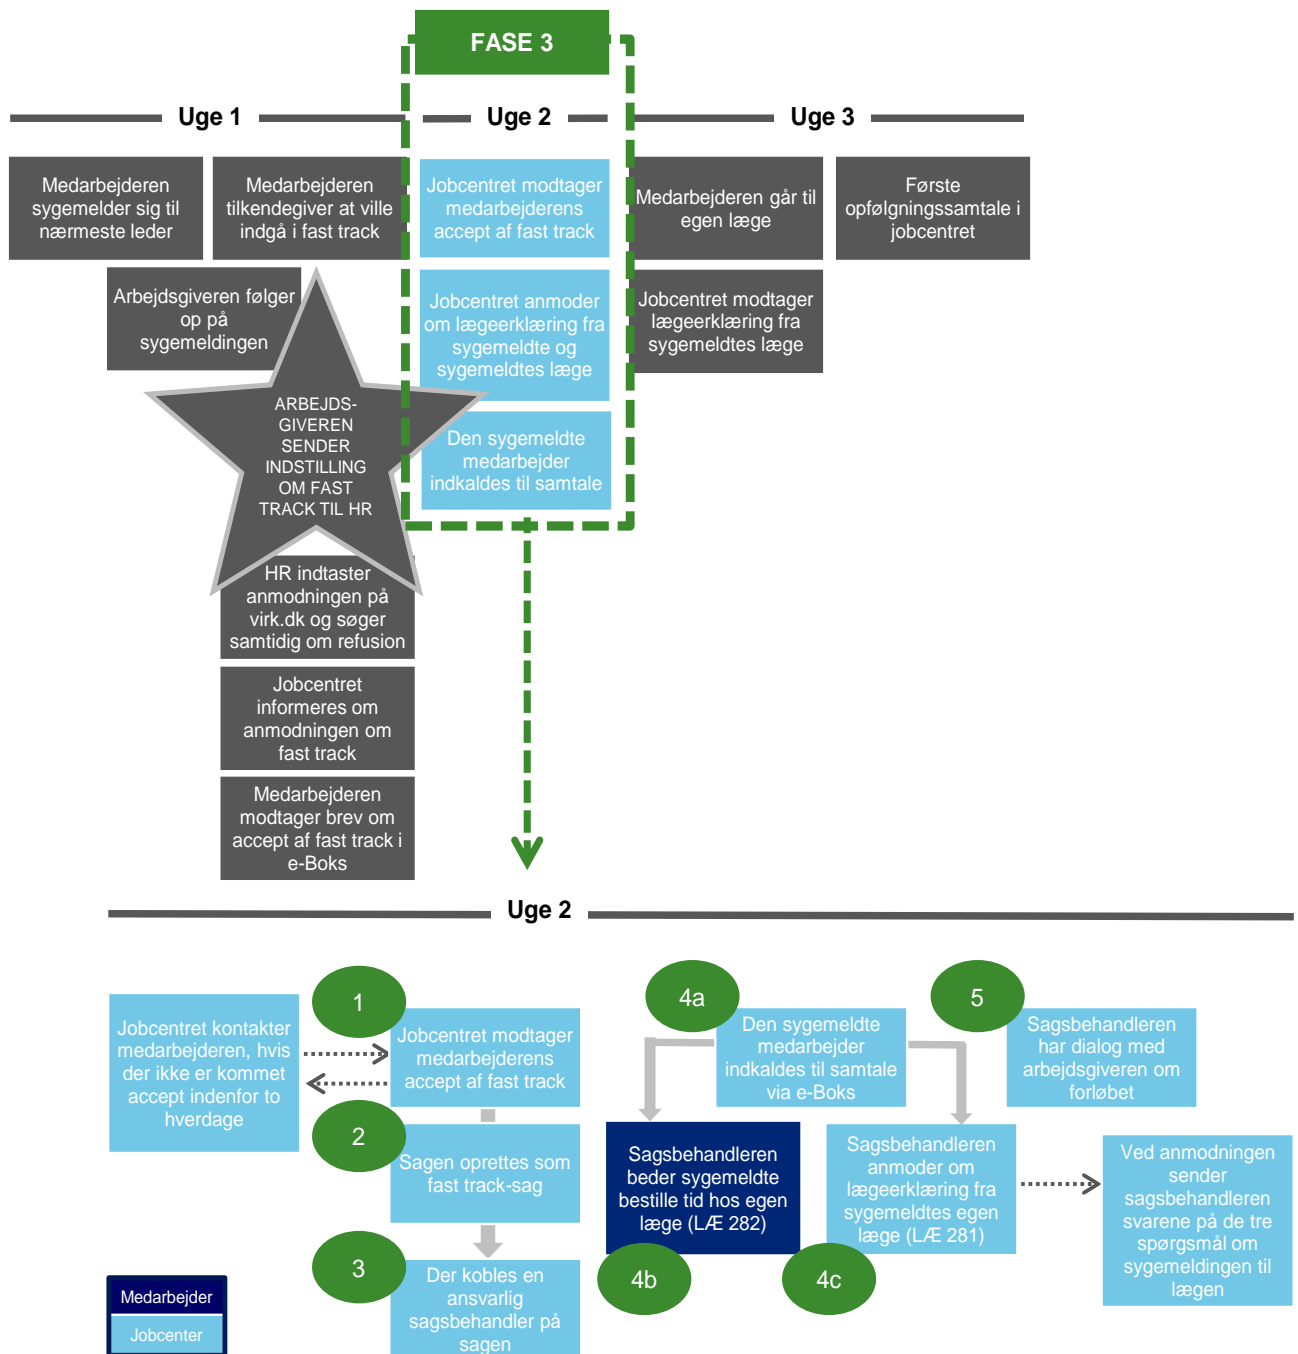 FASE 3
Uge 1
Uge 2
Uge 3
Medarbejderen
sygemelder sig til
nærmeste leder
Medarbejderen
tilkendegiver at ville
indgå i fast track
Jobcentret modtager
medarbejderens
accept af fast track
Medarbejderen går til
egen læge
Første
opfølgningssamtale i
jobcentret
Arbejdsgiveren følger
op på
sygemeldingen
Jobcentret anmoder
om lægeerklæring fra
sygemeldte og
sygemeldtes læge
Jobcentret modtager
lægeerklæring fra
sygemeldtes læge
ARBEJDS-
GIVEREN
SENDER
INDSTILLING
OM FAST
TRACK TIL HR
Den sygemeldte
medarbejder
indkaldes til samtale
HR indtaster
anmodningen på
virk.dk og søger
samtidig om refusion
Jobcentret
informeres om
anmodningen om
fast track
Medarbejderen
modtager brev om
accept af fast track i
e-Boks
Uge 2
Jobcentret kontakter
medarbejderen, hvis
der ikke er kommet
accept indenfor to
hverdage
1
Jobcentret modtager
medarbejderens
accept af fast track
2
Sagen oprettes som
fast track-sag
3
Der kobles en
ansvarlig
sagsbehandler på
sagen
4a
Den sygemeldte
medarbejder
indkaldes til samtale
via e-Boks
5
Sagsbehandleren
har dialog med
arbejdsgiveren om
forløbet
Sagsbehandleren
beder sygemeldte
bestille tid hos egen
læge (LÆ 282)
4b
Sagsbehandleren
anmoder om
lægeerklæring fra
sygemeldtes egen
læge (LÆ 281)
4c
Ved anmodningen
sender
sagsbehandleren
svarene på de tre
spørgsmål om
sygemeldingen til
lægen
Medarbejder
Jobcenter